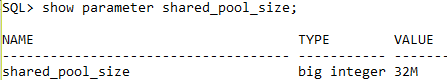 SQL> show parameter shared_pool_size;
NAME TYPE VALUE
------------------------------------ ----------- --------
shared_pool_size big integer 32M